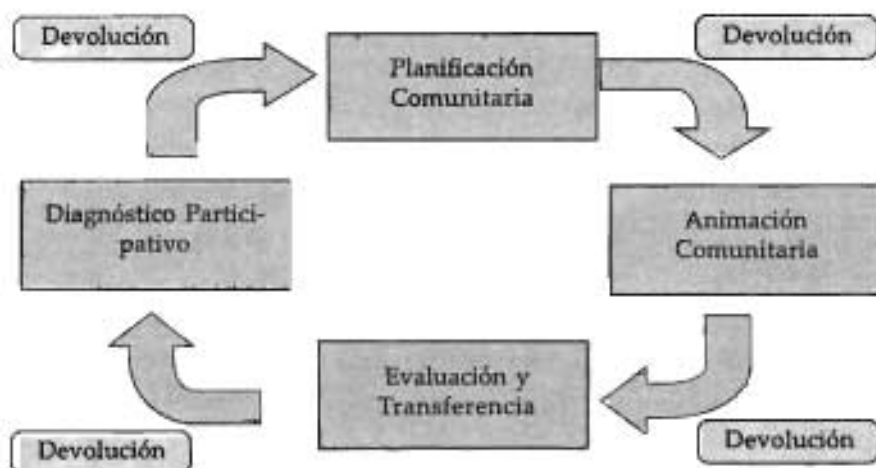 Devolución
Devolución
Planificación
Comunitaria
Diagnóstico Partici-
pativo
Animación
Comunitaria
Evaluación y
Transferencia
Devolución
Devolución